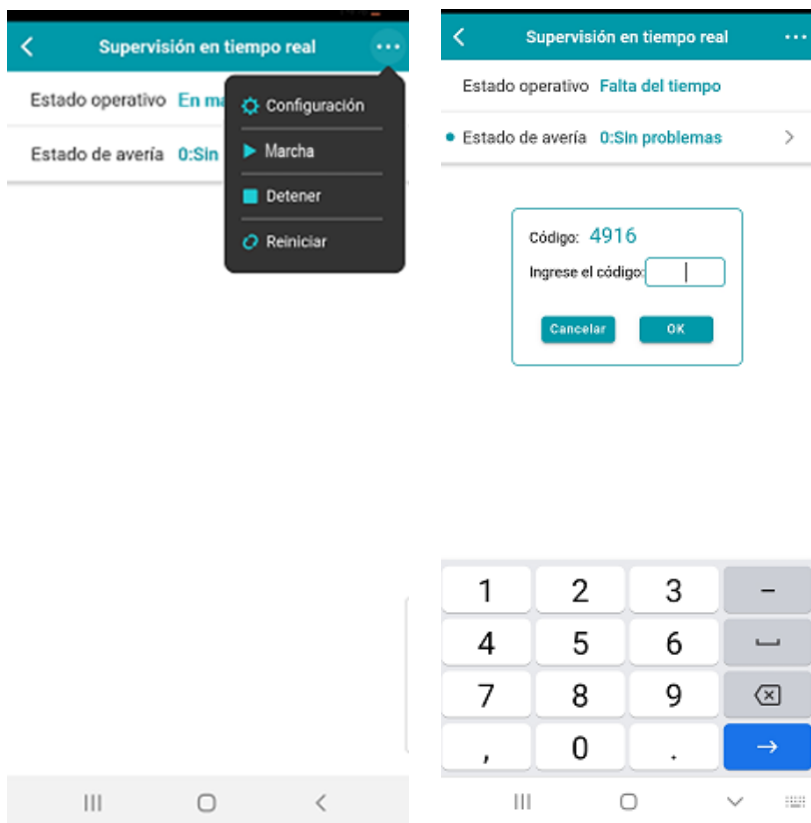 Supervisión en tiempo real
Estado operativo En ma
Estado de avería 0:Sin
Configuración
Marcha
Detener
Reiniciar
Supervisión en tiempo real
Estado operativo Falta del tiempo
Estado de avería 0:Sin problemas
Código: 4916
Ingrese el código:
Cancelar OK
1 2 3 -
4 5 6
7 8 9
, 0 .